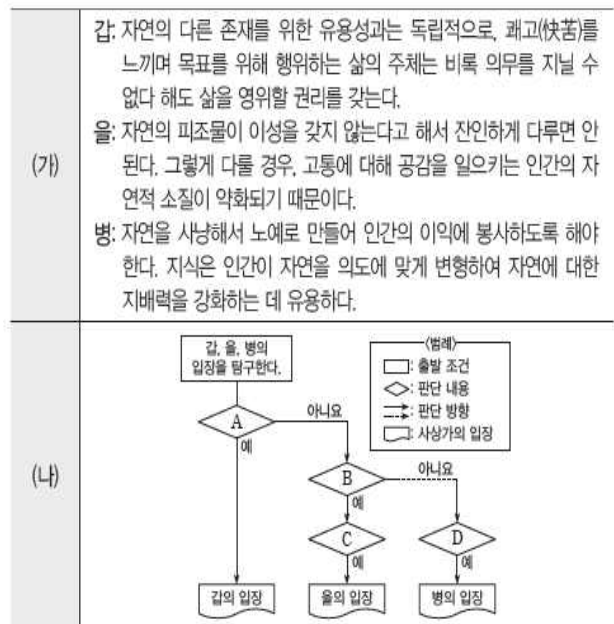 (가)
갑: 자연의 다른 존재를 위한 유용성과는 독립적으로, 쾌고(快苦)를
느끼며 목표를 위해 행위하는 삶의 주체는 비록 의무를 지닐 수
없다 해도 삶을 영위할 권리를 갖는다.
을: 자연의 피조물이 이성을 갖지 않는다고 해서 잔인하게 다루면 안
된다. 그렇게 다룰 경우, 고통에 대해 공감을 일으키는 인간의 자
연적 소질이 약화되기 때문이다.
병: 자연을 사냥해서 노예로 만들어 인간의 이익에 봉사하도록 해야
한다. 지식은 인간이 자연을 의도에 맞게 변형하여 자연에 대한
지배력을 강화하는 데 유용하다.
(나)
갑, 을, 병의
입장을 탐구한다.
<범례>
: 출발 조건
: 판단 내용
: 판단 방향
: 사상가의 입장
A
아니요
예
B
아니요
예
C
D
예
예
갑의 입장
을의 입장
병의 입장